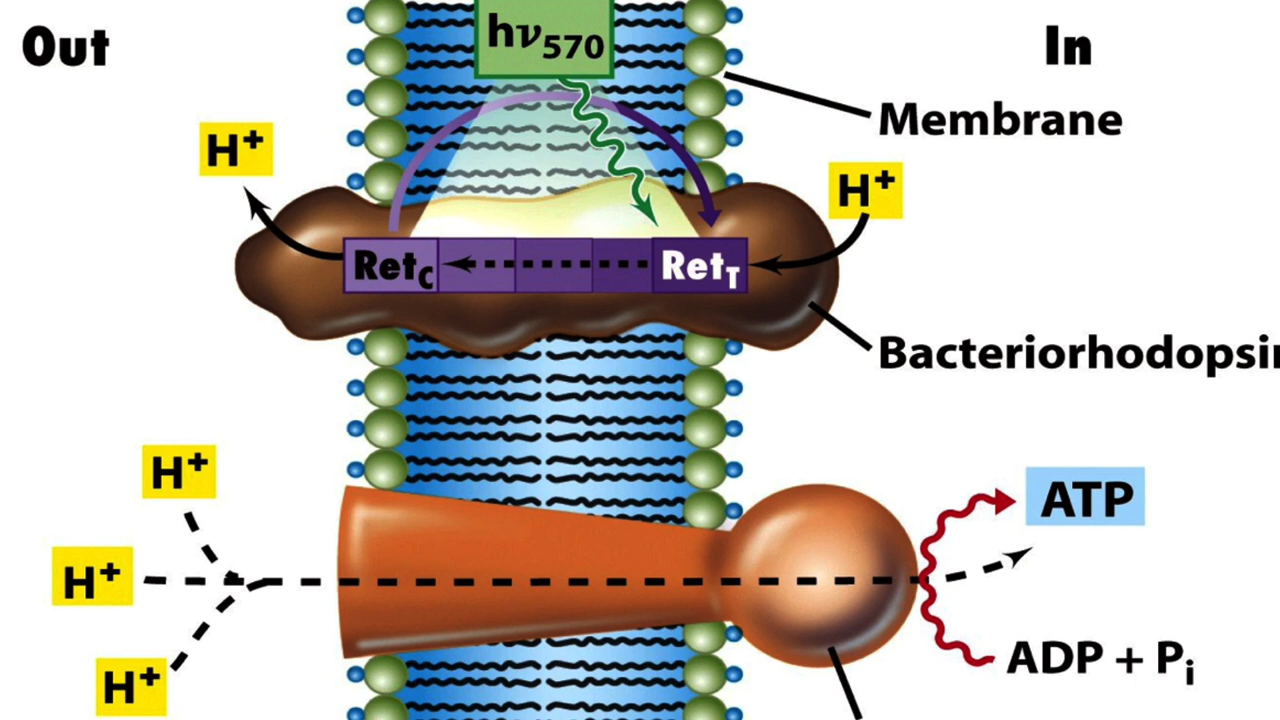 Out
hν570
In
Membrane
H+
H+
RetC
RetT
Bacteriorhodopsi
H+
ATP
H+
ADP + Pi
H+